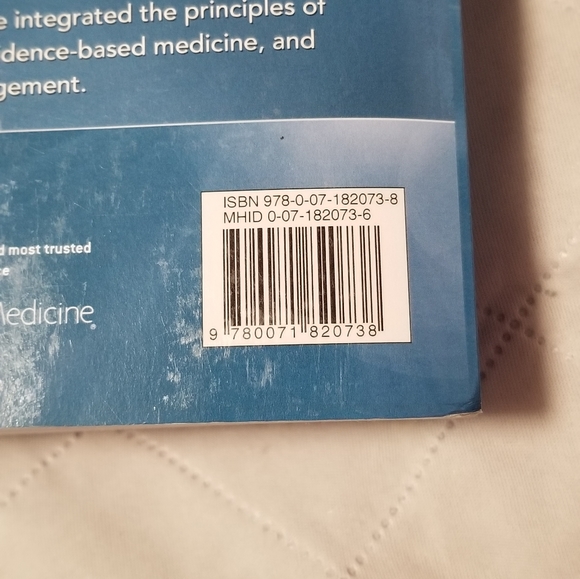 integrated the principles of
dence-based medicine, and
gement.
ISBN 978-0-07-182073-8
MHID 0-07-182073-6
most trusted
Medicine®
9 780071 820738